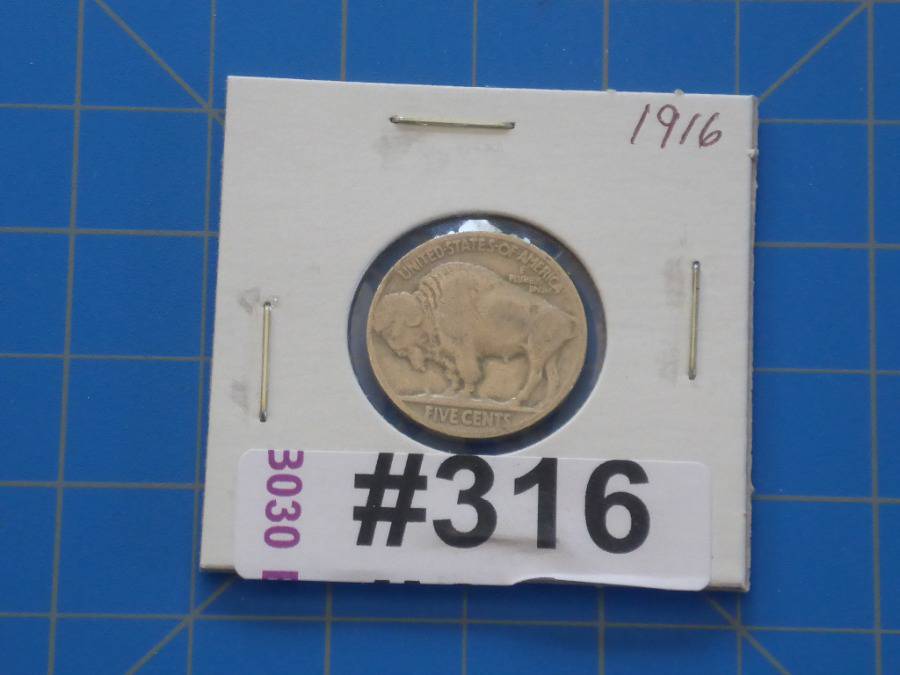 1916
UNITED·STATES·OF AMERICA
E
PLURIBUS
UNUM
FIVE CENTS
#316
3030